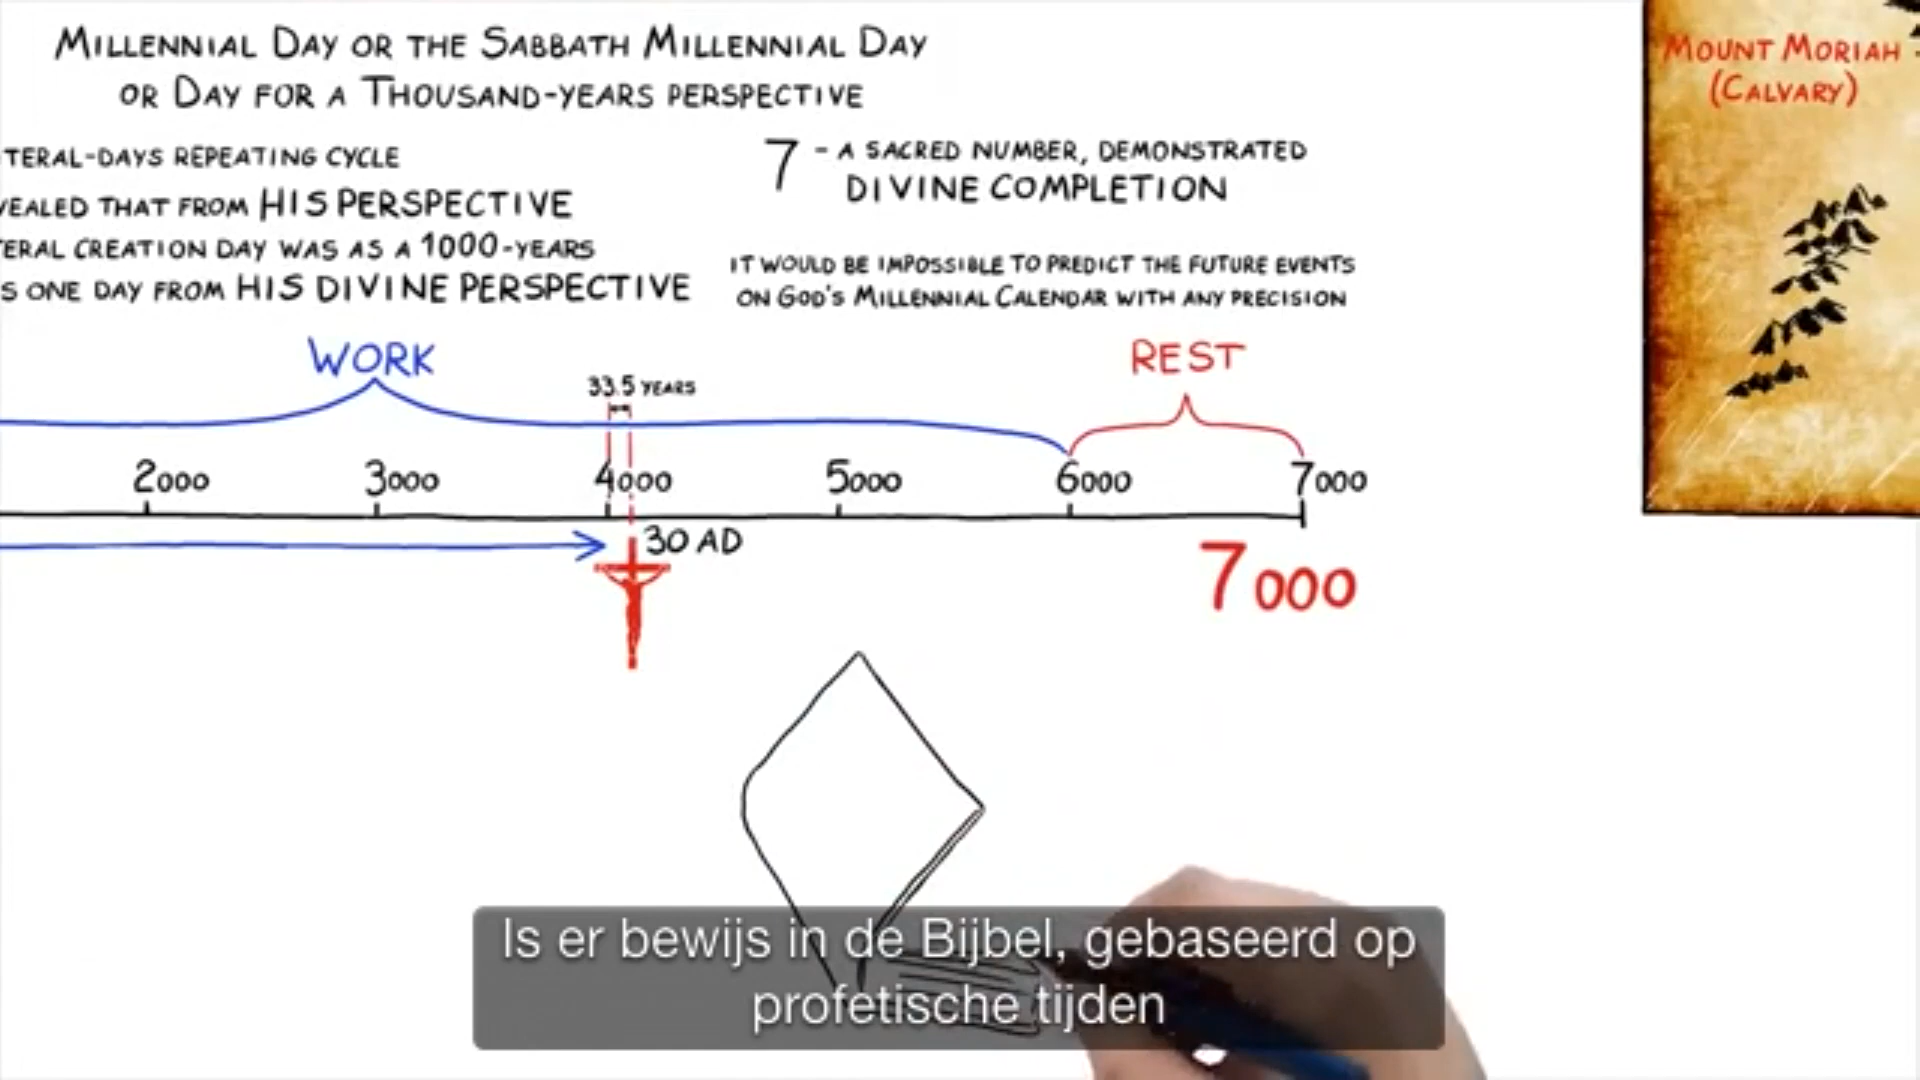 MILLENNIAL DAY OR THE SABBATH MILLENNIAL DAY
OR DAY FOR A THOUSAND-YEARS PERSPECTIVE
TERAL-DAYS REPEATING CYCLE
VEALED THAT FROM HIS PERSPECTIVE
TERAL CREATION DAY WAS AS A 1000-YEARS
S ONE DAY FROM HIS DIVINE PERSPECTIVE
7 - A SACRED NUMBER, DEMONSTRATED
DIVINE COMPLETION
IT WOULD BE IMPOSSIBLE TO PREDICT THE FUTURE EVENTS
ON GOD'S MILLENNIAL CALENDAR WITH ANY PRECISION
MOUNT MORIAH
(CALVARY)
WORK
33.5 YEARS
REST
2000 3000 4000 5000 6000 7000
30 AD
7000
Is er bewijs in de Bijbel, gebaseerd op
profetische tijden